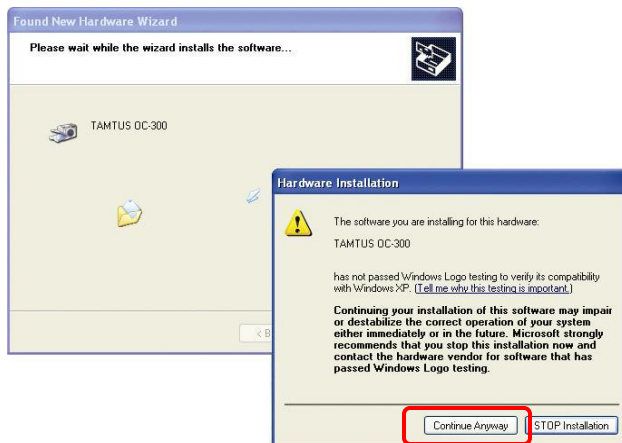 Found New Hardware Wizard
Please wait while the wizard installs the software...
TAMTUS OC-300
< B
Hardware Installation
The software you are installing for this hardware:
TAMTUS OC-300
has not passed Windows Logo testing to verify its compatibility
with Windows XP. (Tell me why this testing is important.)
Continuing your installation of this software may impair
or destabilize the correct operation of your system
either immediately or in the future. Microsoft strongly
recommends that you stop this installation now and
contact the hardware vendor for software that has
passed Windows Logo testing.
Continue Anyway STOP Installation